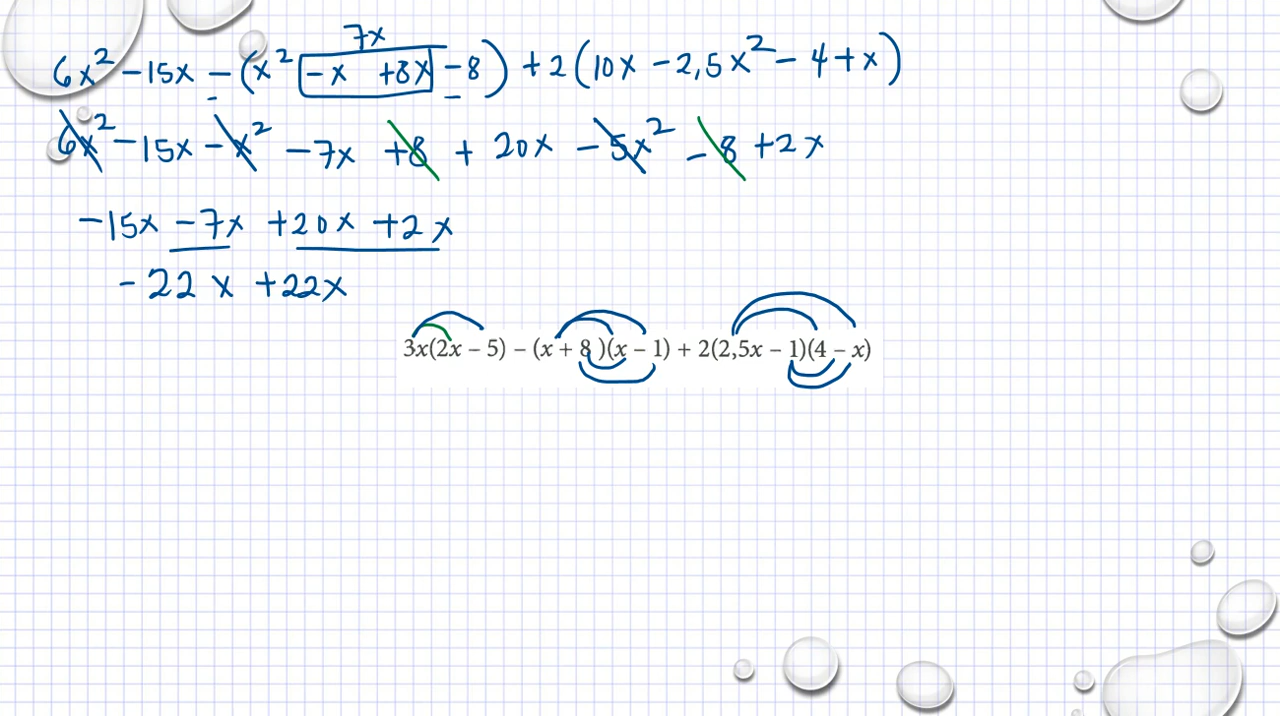 7x
6x² -15x -(x² -x +8x -8) +2(10x -2,5x² -4 +x)
6x² -15x -x² -7x +8 + 20x -5x² -8 +2x
-15x -7x +20x +2x
-22x +22x
3x(2x − 5) − (x + 8 )(x − 1) + 2(2,5x − 1)(4 − x)